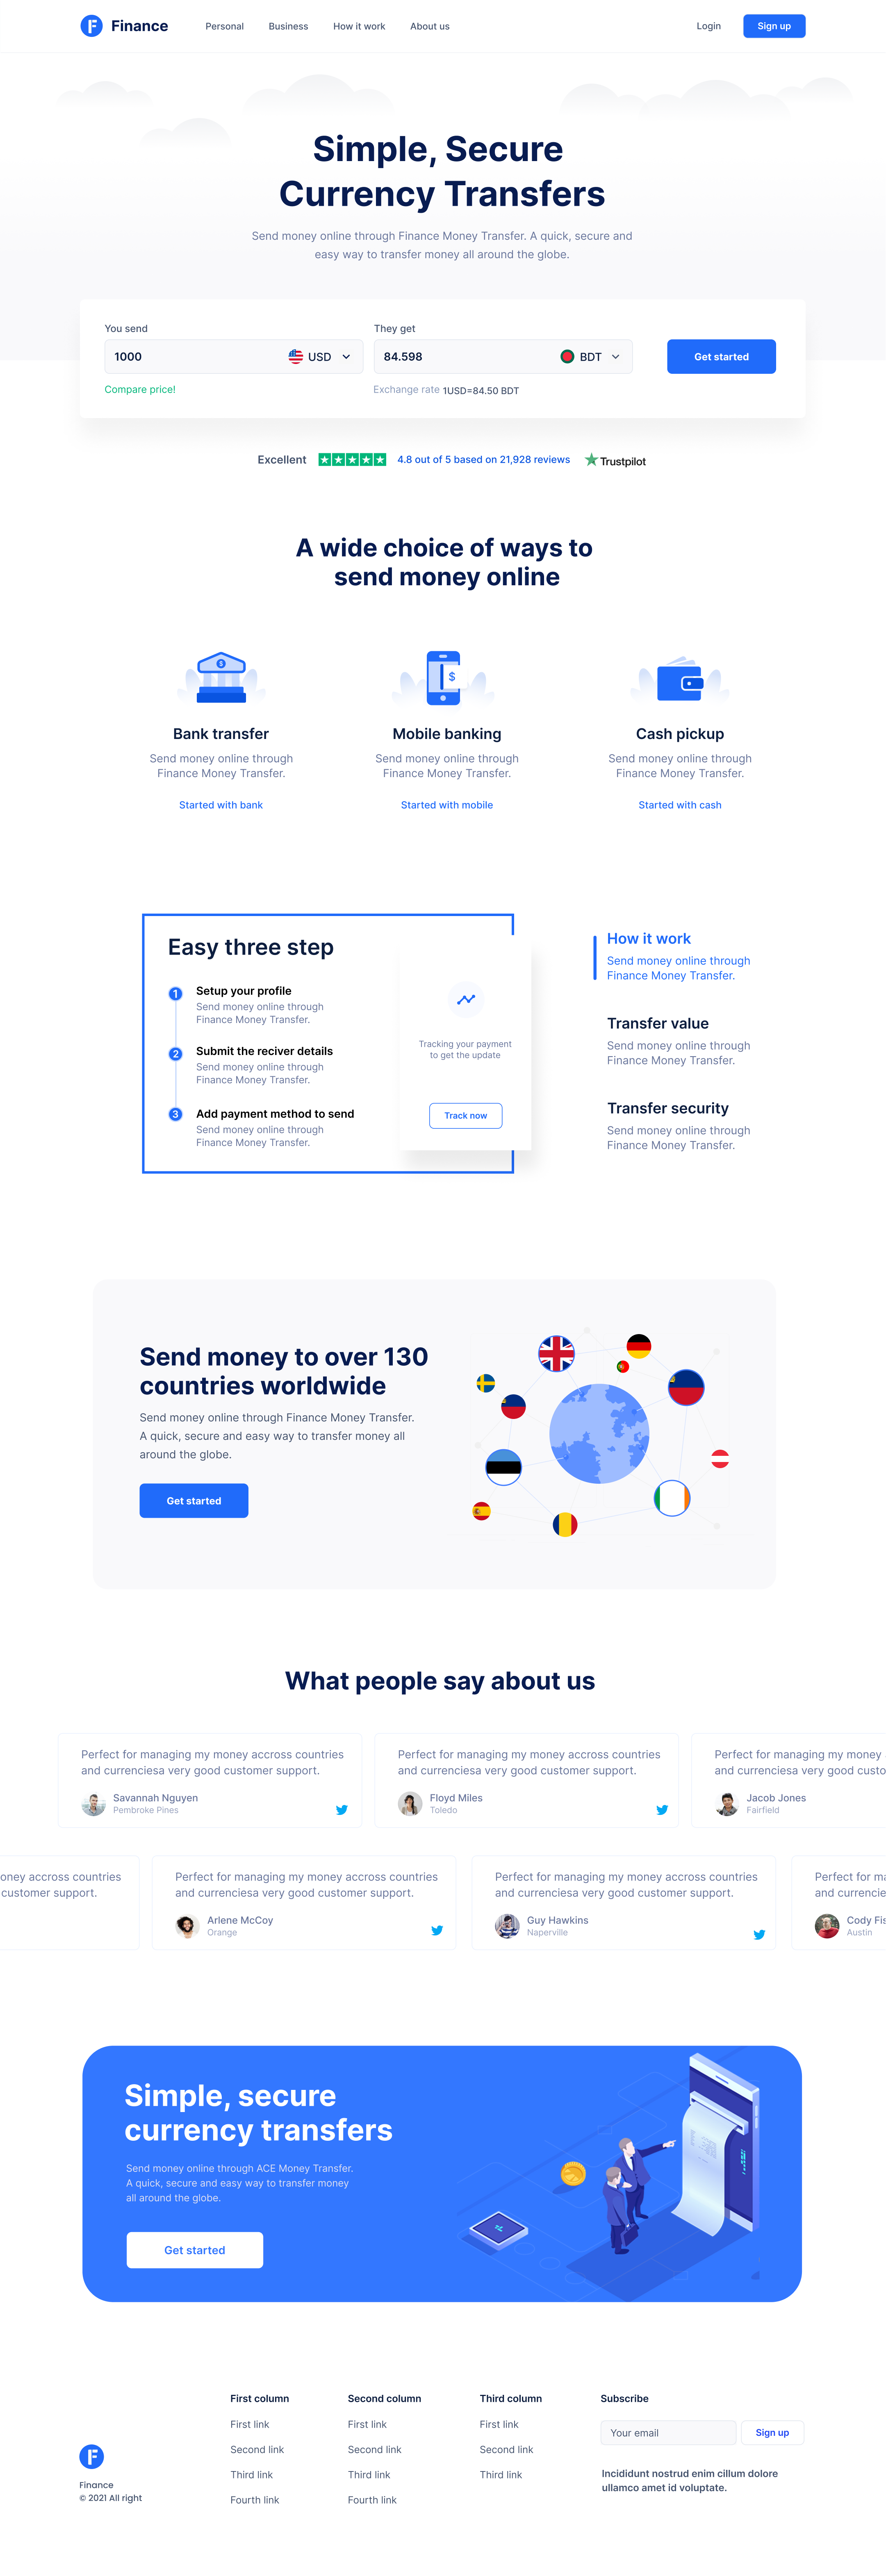 Finance
Personal
Business
How it work
About us
Login
Sign up
Simple, Secure
Currency Transfers
Send money online through Finance Money Transfer. A quick, secure and
easy way to transfer money all around the globe.
You send
They get
1000
USD
84.598
BDT
Get started
Compare price!
Exchange rate 1USD=84.50 BDT
Excellent
4.8 out of 5 based on 21,928 reviews
Trustpilot
A wide choice of ways to
send money online
$
$
Bank transfer
Send money online through
Finance Money Transfer.
Started with bank
Mobile banking
Send money online through
Finance Money Transfer.
Started with mobile
Cash pickup
Send money online through
Finance Money Transfer.
Started with cash
Easy three step
1
Setup your profile
Send money online through
Finance Money Transfer.
2
Submit the reciver details
Send money online through
Finance Money Transfer.
3
Add payment method to send
Send money online through
Finance Money Transfer.
Tracking your payment
to get the update
Track now
How it work
Send money online through
Finance Money Transfer.
Transfer value
Send money online through
Finance Money Transfer.
Transfer security
Send money online through
Finance Money Transfer.
Send money to over 130
countries worldwide
Send money online through Finance Money Transfer.
A quick, secure and easy way to transfer money all
around the globe.
Get started
What people say about us
Perfect for managing my money accross countries
and currenciesa very good customer support.
Savannah Nguyen
Pembroke Pines
Perfect for managing my money accross countries
and currenciesa very good customer support.
Floyd Miles
Toledo
Perfect for managing my money
and currenciesa very good custo
Jacob Jones
Fairfield
oney accross countries
customer support.
Perfect for managing my money accross countries
and currenciesa very good customer support.
Arlene McCoy
Orange
Perfect for managing my money accross countries
and currenciesa very good customer support.
Guy Hawkins
Naperville
Perfect for ma
and currencie
Cody Fis
Austin
Simple, secure
currency transfers
Send money online through ACE Money Transfer.
A quick, secure and easy way to transfer money
all around the globe.
Get started
Finance
© 2021 All right
First column
First link
Second link
Third link
Fourth link
Second column
First link
Second link
Third link
Fourth link
Third column
First link
Second link
Third link
Subscribe
Your email
Sign up
Incididunt nostrud enim cillum dolore
ullamco amet id voluptate.